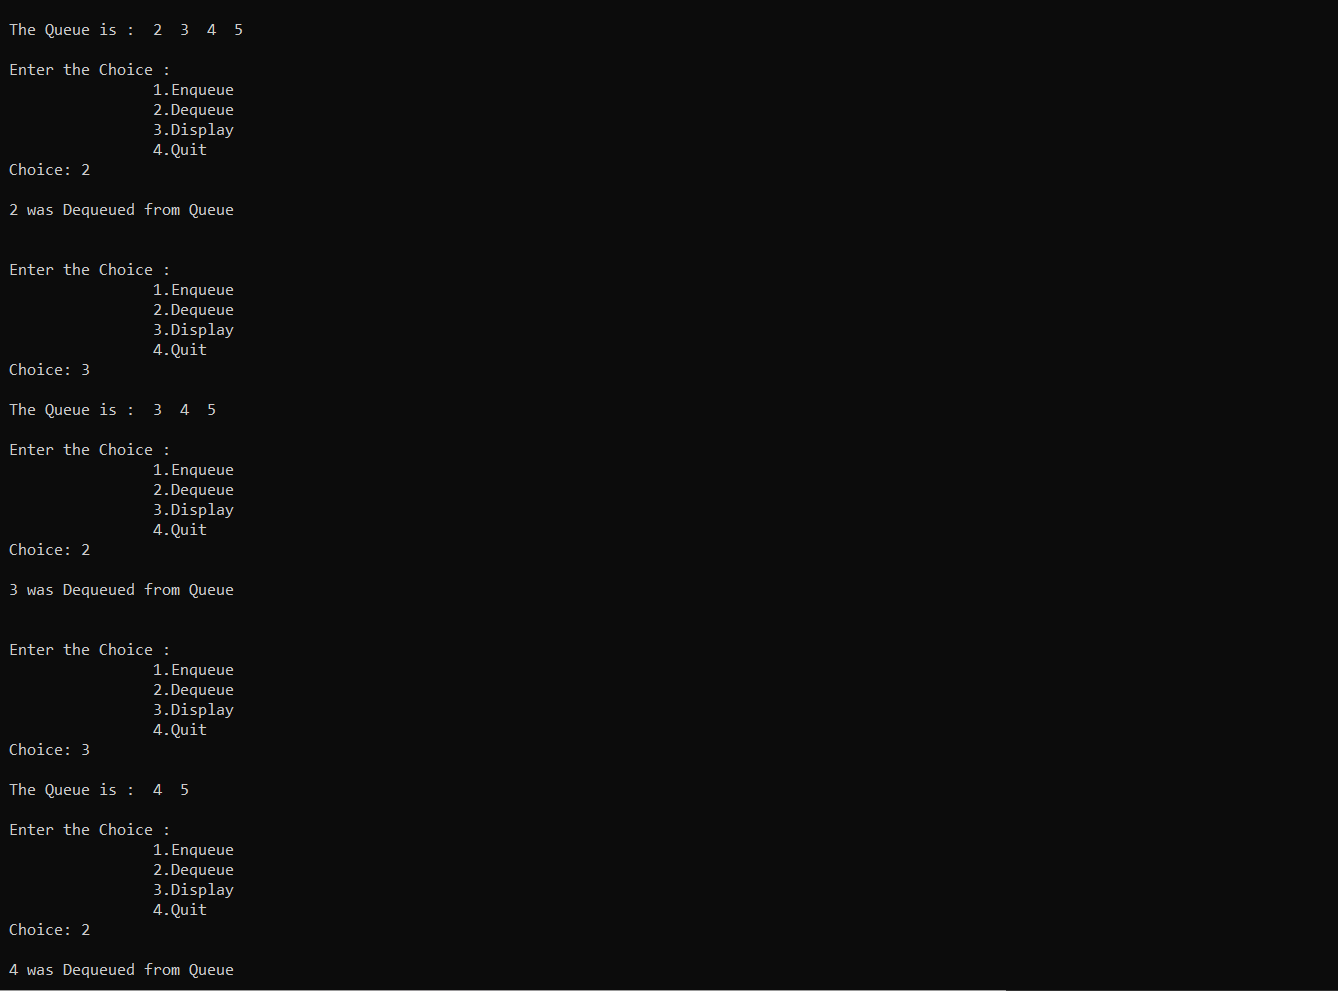 The Queue is :  2  3  4  5
Enter the Choice :
1.Enqueue
2.Dequeue
3.Display
4.Quit
Choice: 2
2 was Dequeued from Queue
Enter the Choice :
1.Enqueue
2.Dequeue
3.Display
4.Quit
Choice: 3
The Queue is :  3  4  5
Enter the Choice :
1.Enqueue
2.Dequeue
3.Display
4.Quit
Choice: 2
3 was Dequeued from Queue
Enter the Choice :
1.Enqueue
2.Dequeue
3.Display
4.Quit
Choice: 3
The Queue is :  4  5
Enter the Choice :
1.Enqueue
2.Dequeue
3.Display
4.Quit
Choice: 2
4 was Dequeued from Queue